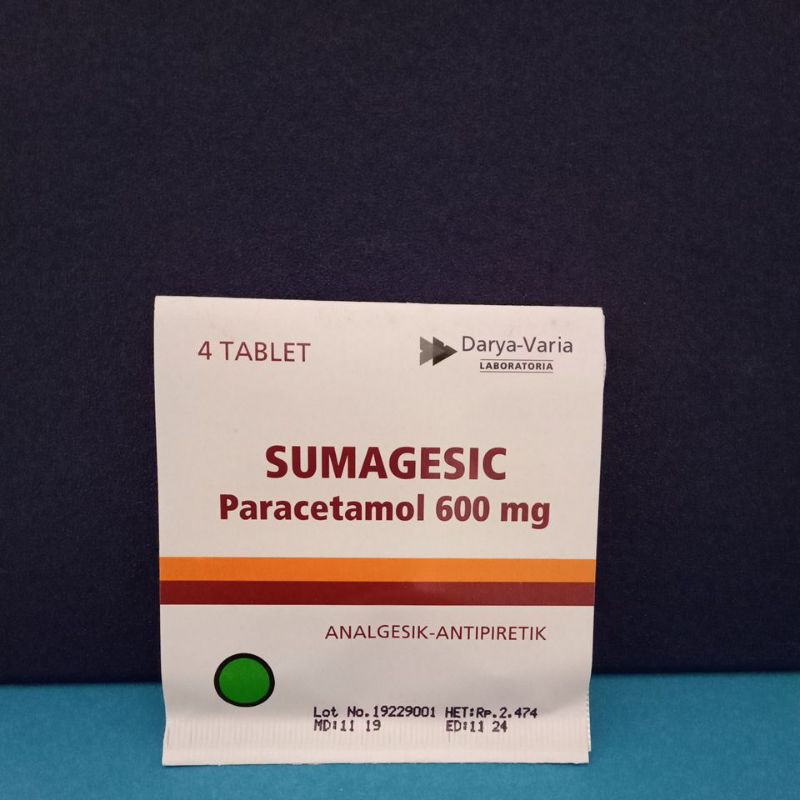 4 TABLET
Darya-Varia
LABORATORIA
SUMAGESIC
Paracetamol 600 mg
ANALGESIK-ANTIPIRETIK
Lot No.19229001 HET:Rp.2.474
MD:11 19 ED:11 24